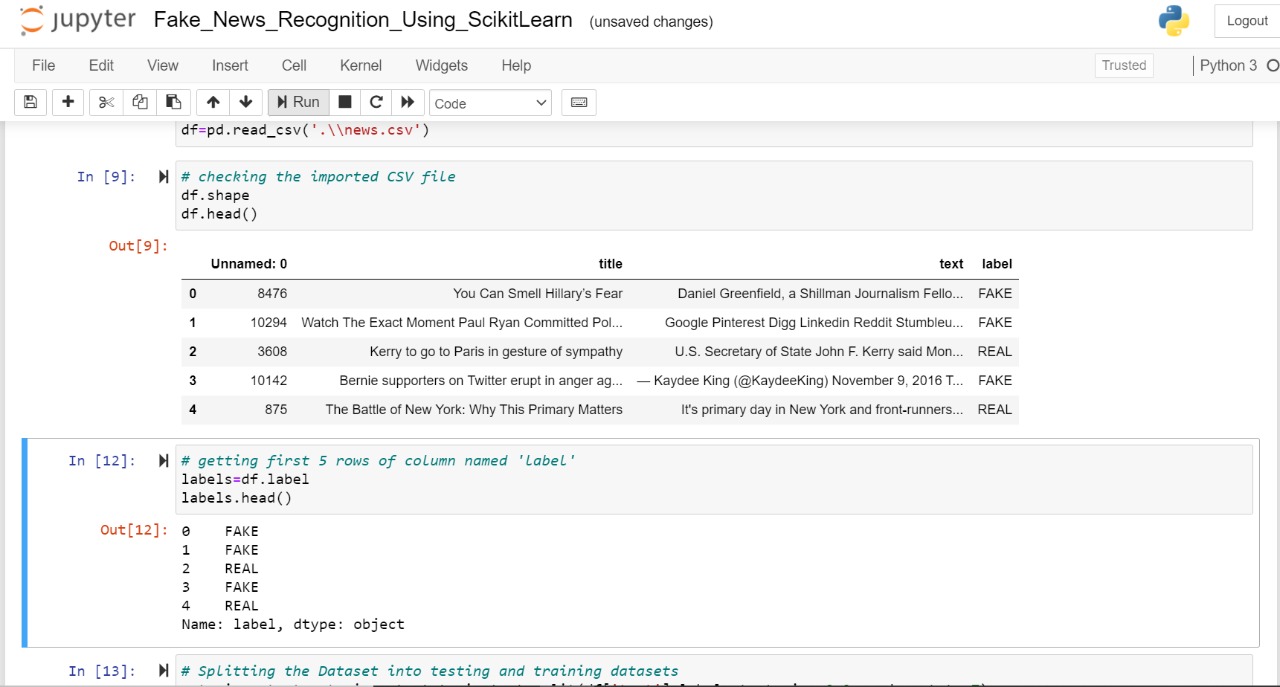 jupyter Fake_News_Recognition_Using_ScikitLearn (unsaved changes) Logout
File Edit View Insert Cell Kernel Widgets Help Trusted Python 3
Run Code
df=pd.read_csv('.\\news.csv')
In [9]: # checking the imported CSV file
df.shape
df.head()
Out[9]:
Unnamed: 0 title text label
0 8476 You Can Smell Hillary’s Fear Daniel Greenfield, a Shillman Journalism Fello... FAKE
1 10294 Watch The Exact Moment Paul Ryan Committed Pol... Google Pinterest Digg Linkedin Reddit Stumbleu... FAKE
2 3608 Kerry to go to Paris in gesture of sympathy U.S. Secretary of State John F. Kerry said Mon... REAL
3 10142 Bernie supporters on Twitter erupt in anger ag... — Kaydee King (@KaydeeKing) November 9, 2016 T... FAKE
4 875 The Battle of New York: Why This Primary Matters It's primary day in New York and front-runners... REAL
In [12]: # getting first 5 rows of column named 'label'
labels=df.label
labels.head()
Out[12]: 0 FAKE
1 FAKE
2 REAL
3 FAKE
4 REAL
Name: label, dtype: object
In [13]: # Splitting the Dataset into testing and training datasets